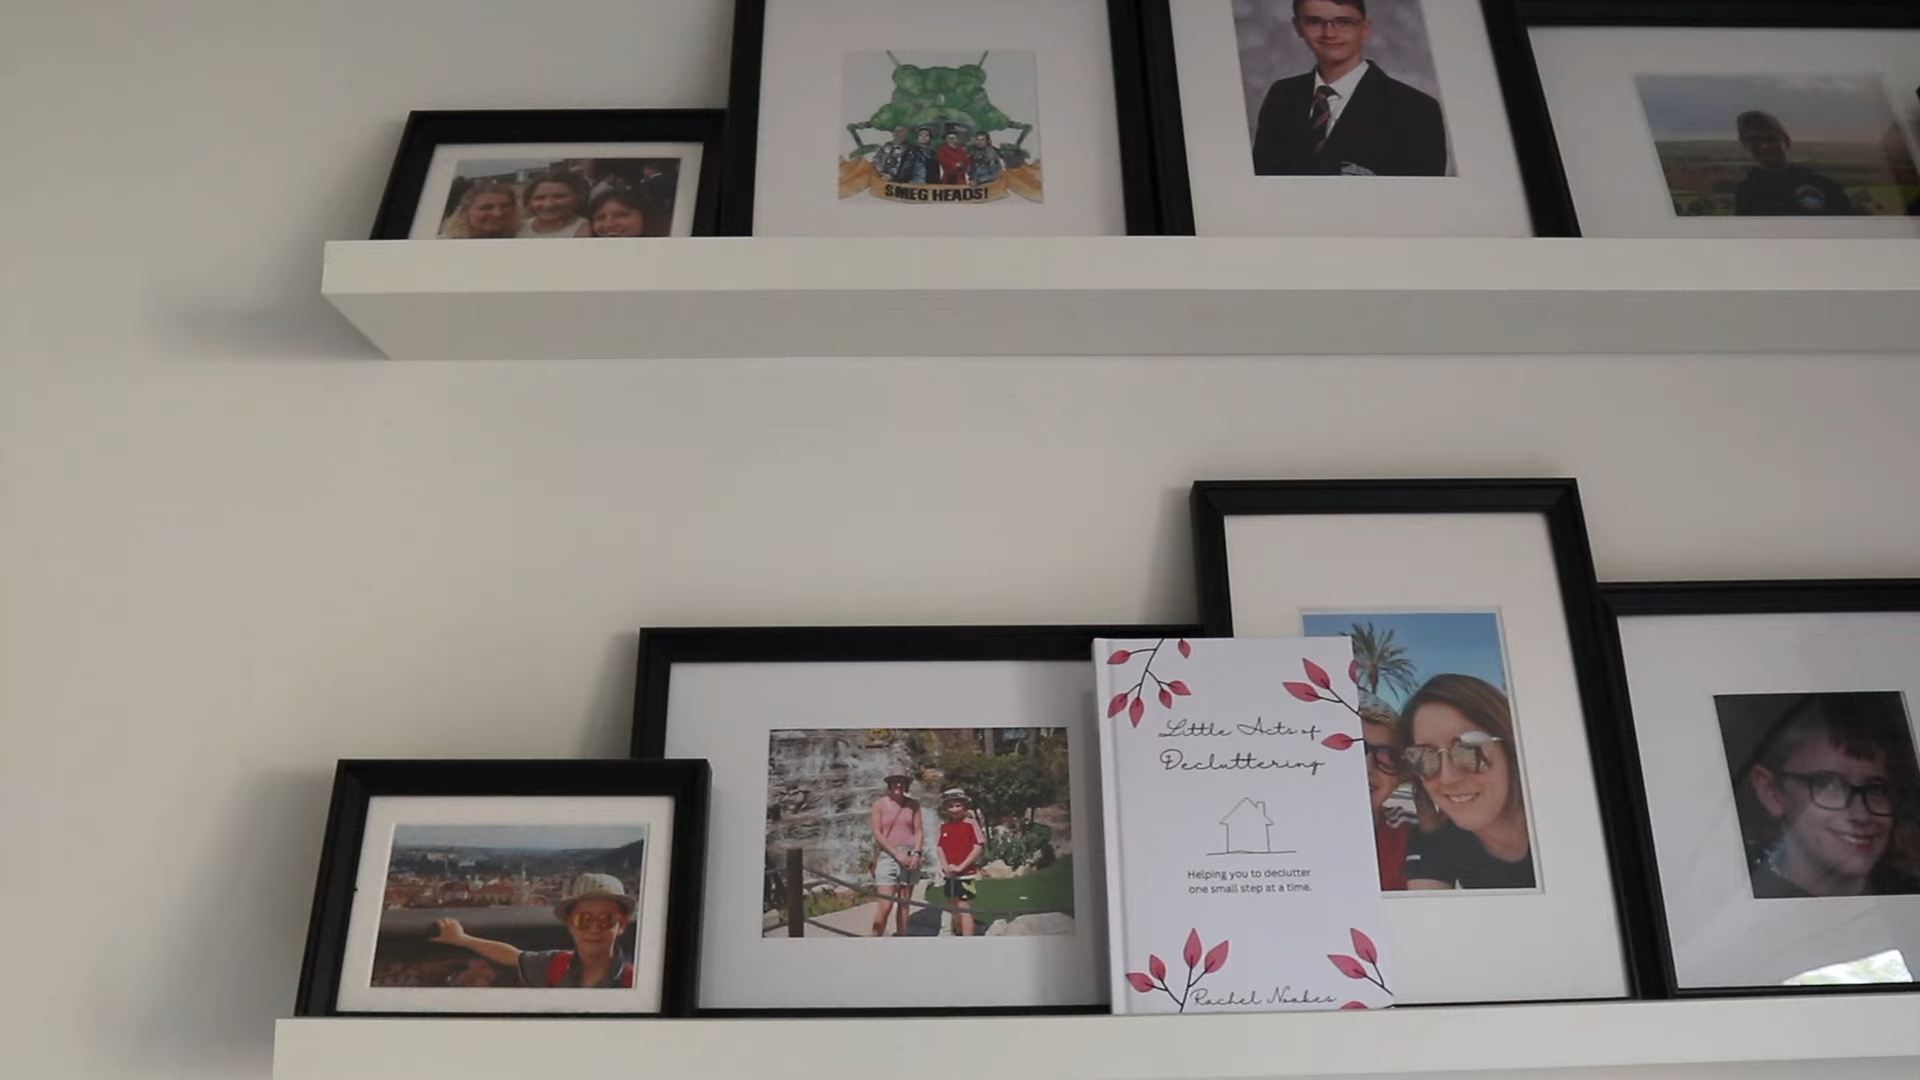 SMEG HEADS!
Little Acts of
Decluttering
Helping you to declutter
one small step at a time.
Rachel Noakes